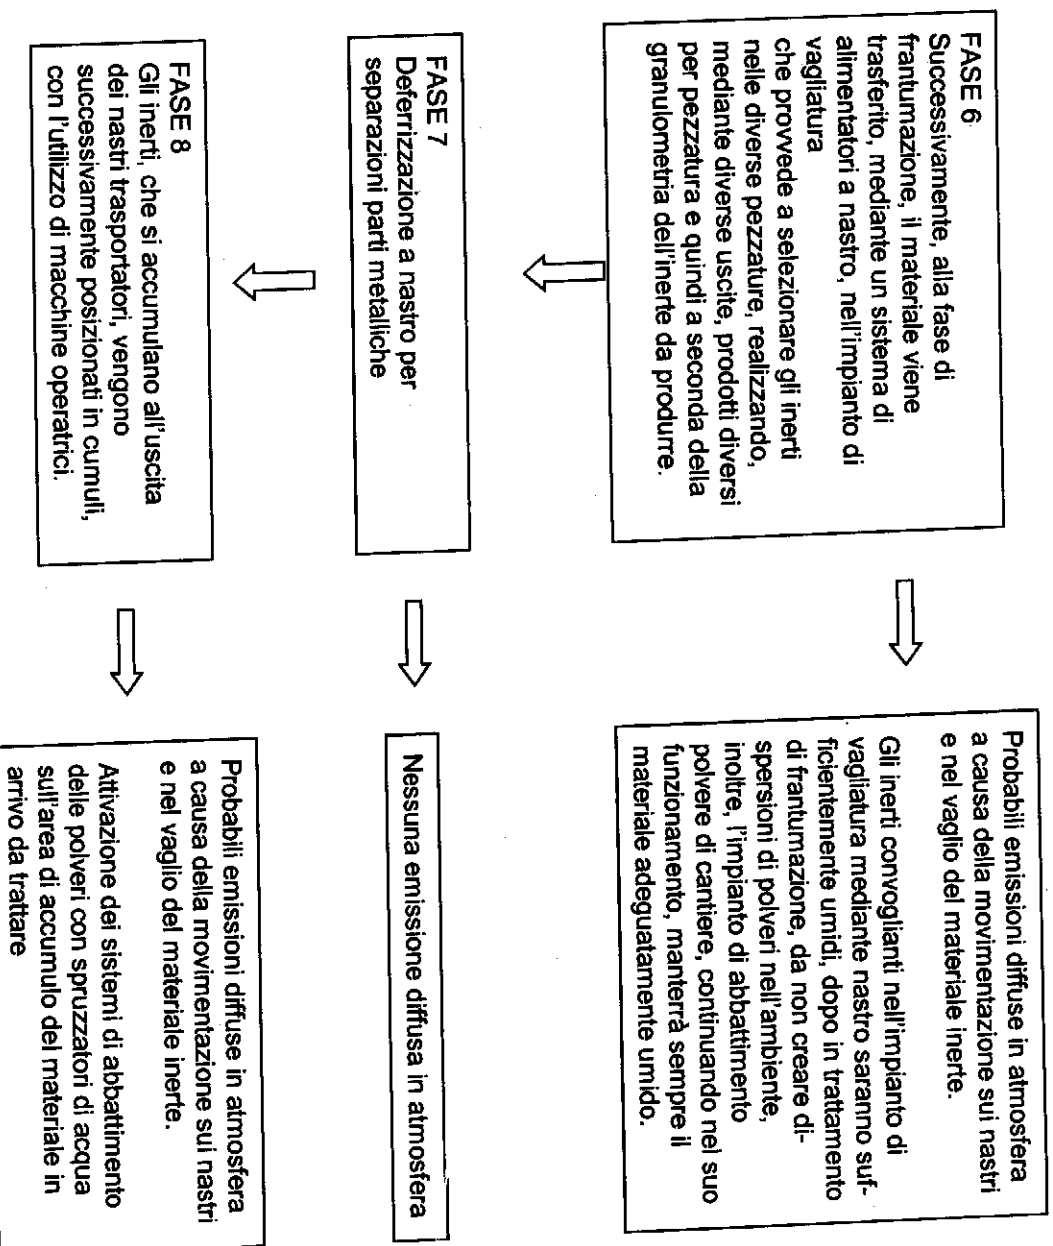 FASE 6
Successivamente, alla fase di
frantumazione, il materiale viene
trasferito, mediante un sistema di
alimentatori a nastro, nell'impianto di
vagliatura
che provvede a selezionare gli inerti
nelle diverse pezzature, realizzando,
mediante diverse uscite, prodotti diversi
per pezzatura e quindi a seconda della
granulometria dell'inerte da produrre.
Probabili emissioni diffuse in atmosfera
a causa della movimentazione sui nastri
e nel vaglio del materiale inerte.
Gli inerti convoglianti nell'impianto di
vagliatura mediante nastro saranno suf-
ficientemente umidi, dopo in trattamento
di frantumazione, da non creare di-
spersioni di polveri nell'ambiente,
inoltre, l'impianto di abbattimento
polvere di cantiere, continuando nel suo
funzionamento, manterrà sempre il
materiale adeguatamente umido.
FASE 7
Deferrizzazione a nastro per
separazioni parti metalliche
Nessuna emissione diffusa in atmosfera
FASE 8
Gli inerti, che si accumulano all'uscita
dei nastri trasportatori, vengono
successivamente posizionati in cumuli,
con l'utilizzo di macchine operatrici.
Probabili emissioni diffuse in atmosfera
a causa della movimentazione sui nastri
e nel vaglio del materiale inerte.
Attivazione dei sistemi di abbattimento
delle polveri con spruzzatori di acqua
sull'area di accumulo del materiale in
arrivo da trattare